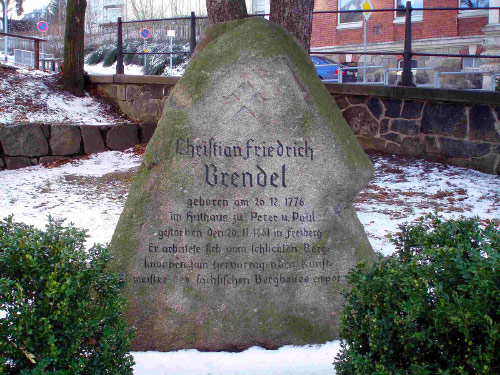 Christian Friedrich
Brendel
geboren am 26. 12. 1776
im Huthaus zu Peter u. Paul
gestorben den 20. 11. 1861 in Freiberg
Er arbeitete sich vom schlichten Berg-
knappen zum hervorragenden Kunst-
meister des sächsischen Bergbaues empor